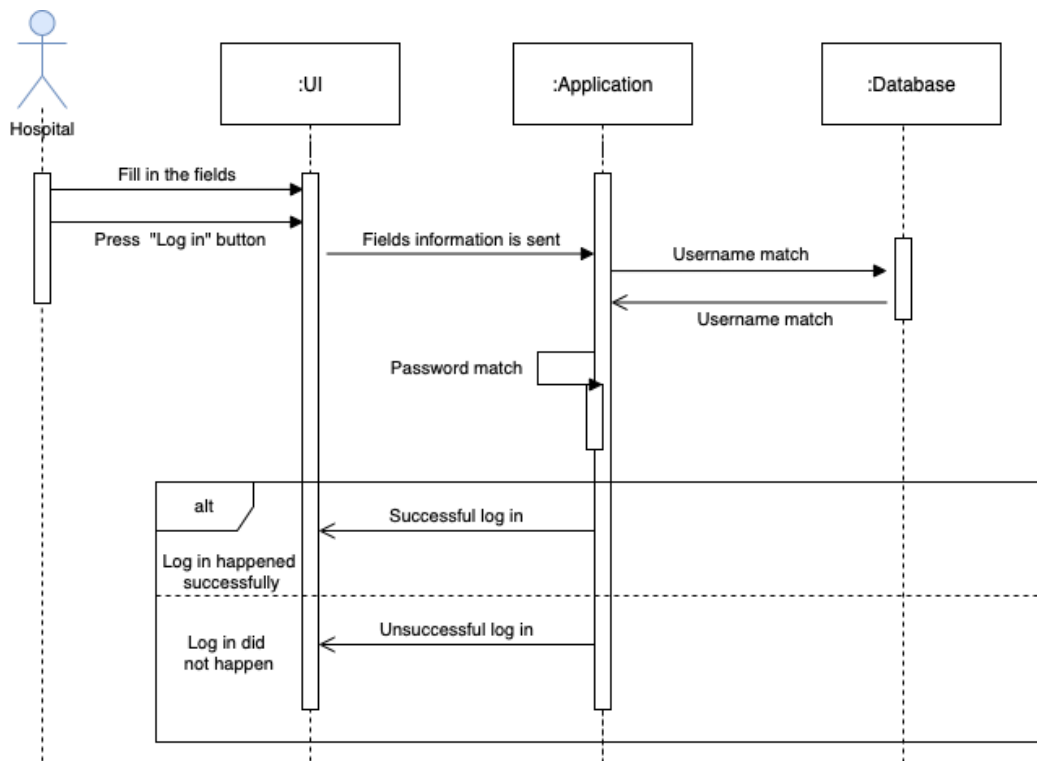 :UI
:Application
:Database
Hospital
Fill in the fields
Press "Log in" button
Fields information is sent
Username match
Username match
Password match
alt
Successful log in
Log in happened
successfully
Unsuccessful log in
Log in did
not happen